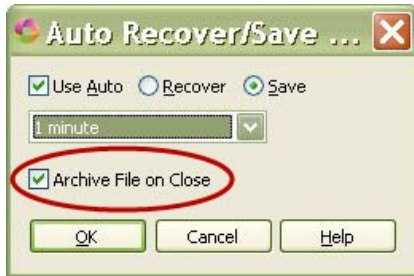 Auto Recover/Save ...
Use Auto Recover Save
1 minute
Archive File on Close
OK Cancel Help